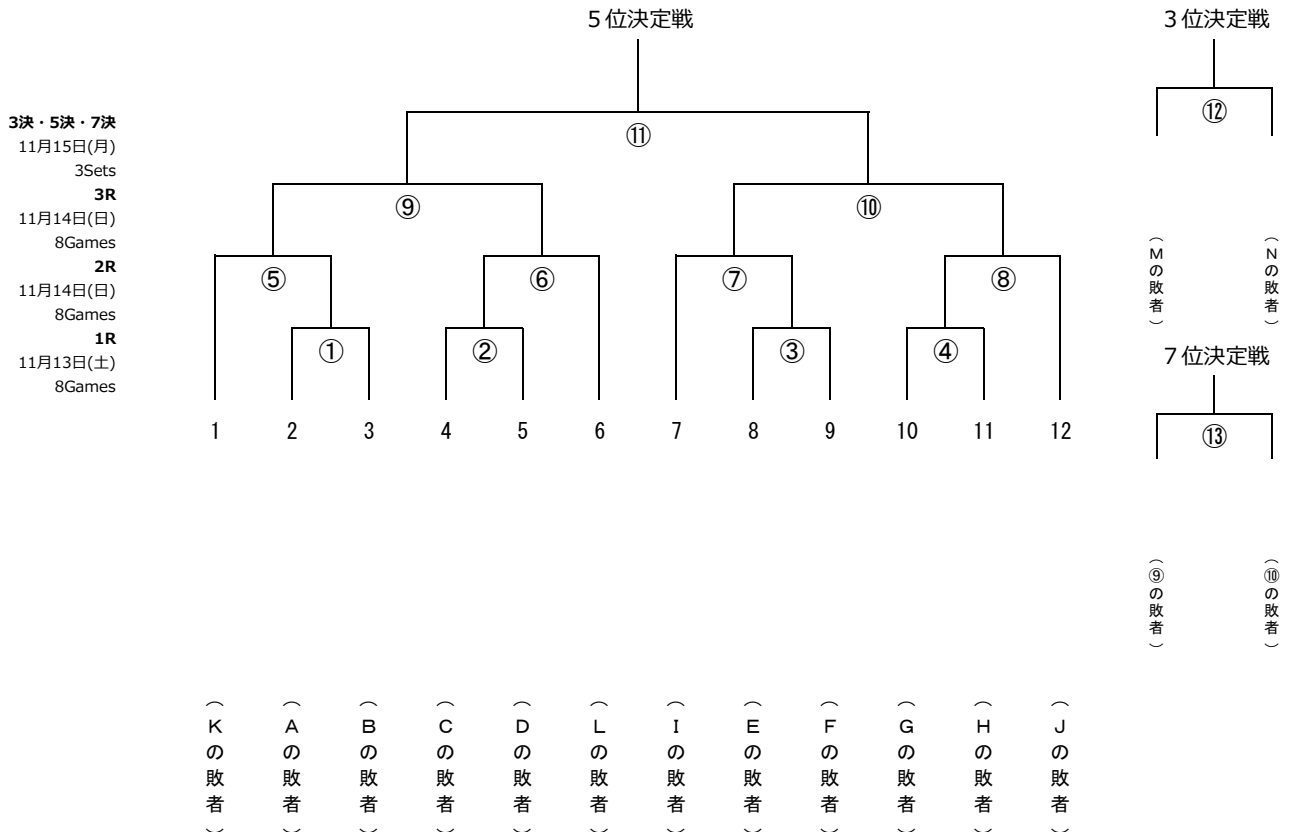 ５位決定戦
３位決定戦
3決・5決・7決
11月15日(月)
3Sets
3R
11月14日(日)
8Games
2R
11月14日(日)
8Games
1R
11月13日(土)
8Games
⑪
⑨
⑩
⑤
⑥
⑦
⑧
①
②
③
④
1 2 3 4 5 6 7 8 9 10 11 12
（Kの敗者）
（Aの敗者）
（Bの敗者）
（Cの敗者）
（Dの敗者）
（Lの敗者）
（Iの敗者）
（Eの敗者）
（Fの敗者）
（Gの敗者）
（Hの敗者）
（Jの敗者）
⑫
（Mの敗者）
（Nの敗者）
７位決定戦
⑬
（⑨の敗者）
（⑩の敗者）